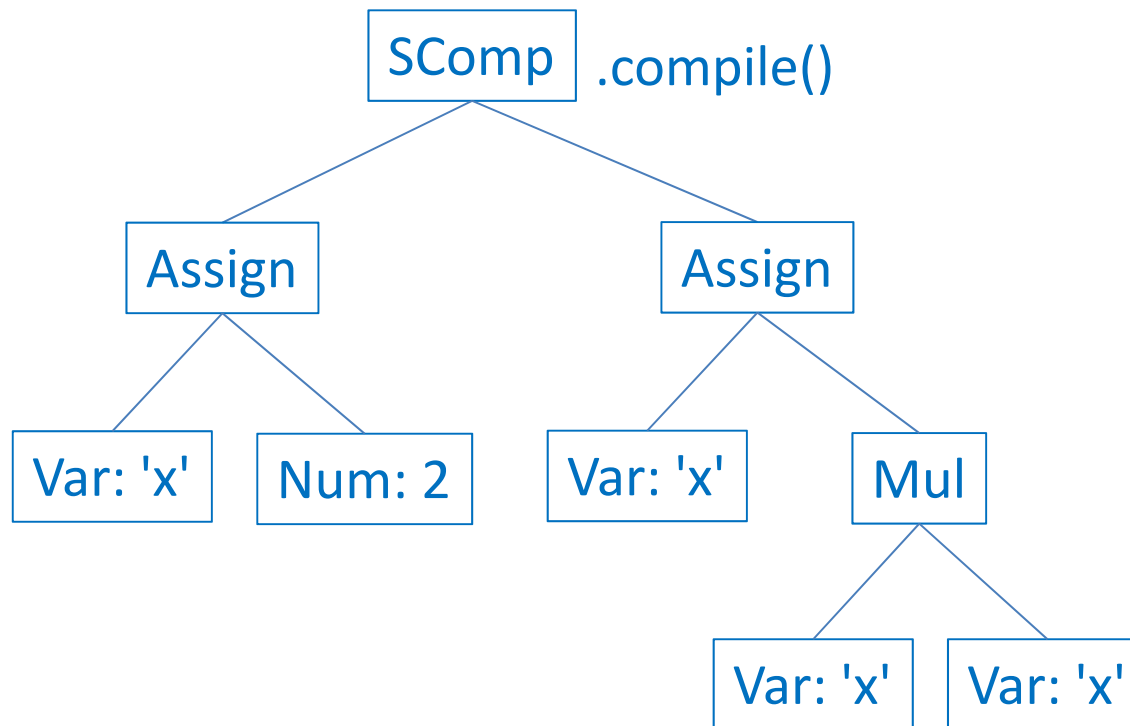 SComp .compile()
Assign Assign
Var: 'x' Num: 2 Var: 'x' Mul
Var: 'x' Var: 'x'